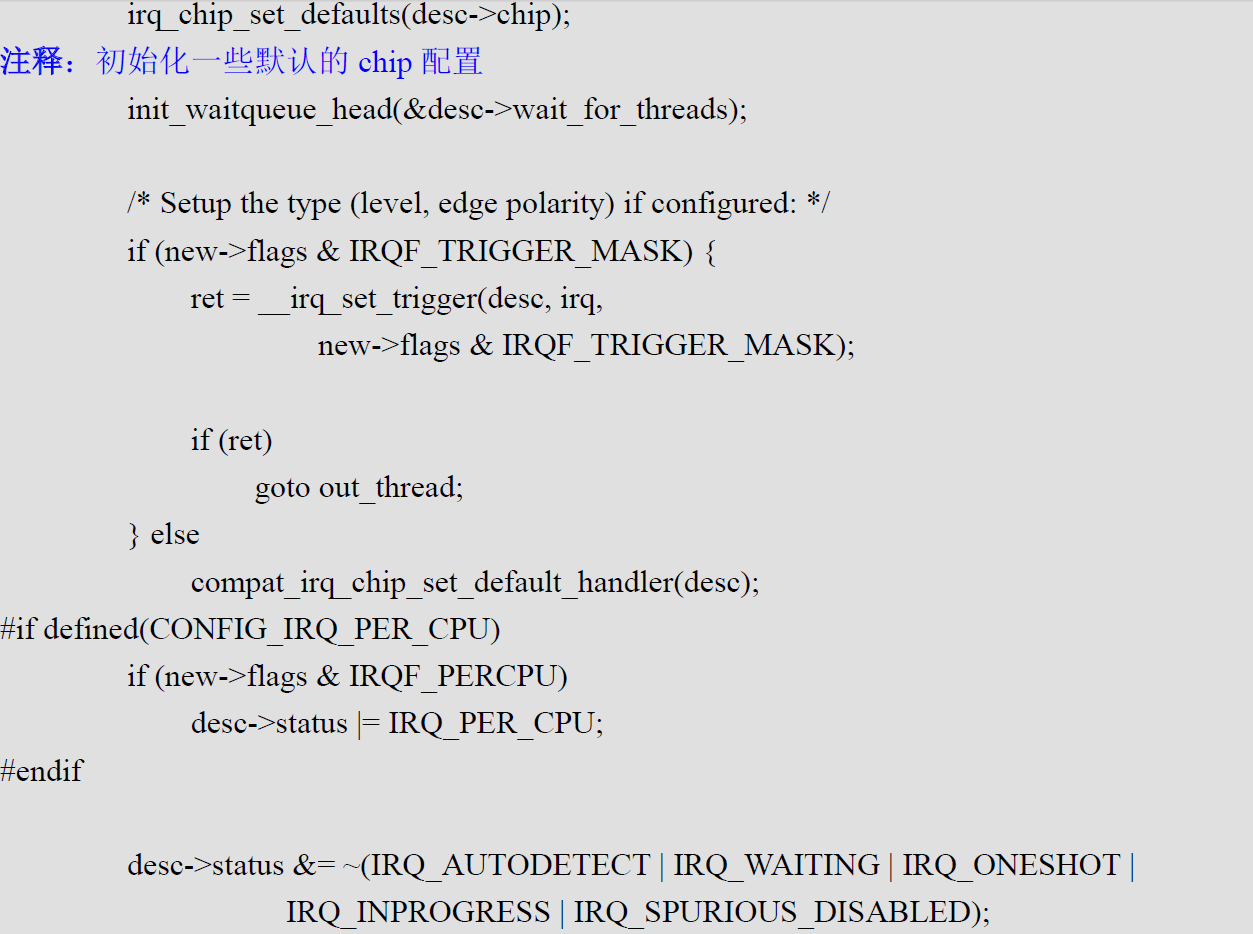 irq_chip_set_defaults(desc->chip);
注释：初始化一些默认的 chip 配置
init_waitqueue_head(&desc->wait_for_threads);
/* Setup the type (level, edge polarity) if configured: */
if (new->flags & IRQF_TRIGGER_MASK) {
ret = __irq_set_trigger(desc, irq,
new->flags & IRQF_TRIGGER_MASK);
if (ret)
goto out_thread;
} else
compat_irq_chip_set_default_handler(desc);
#if defined(CONFIG_IRQ_PER_CPU)
if (new->flags & IRQF_PERCPU)
desc->status |= IRQ_PER_CPU;
#endif
desc->status &= ~(IRQ_AUTODETECT | IRQ_WAITING | IRQ_ONESHOT |
IRQ_INPROGRESS | IRQ_SPURIOUS_DISABLED);